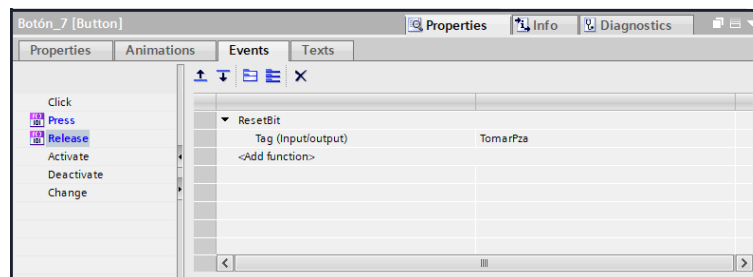 Botón_7 [Button]
Properties
Info
Diagnostics
Properties
Animations
Events
Texts
Click
Press
Release
Activate
Deactivate
Change
ResetBit
Tag (Input/output)
TomarPza
<Add function>